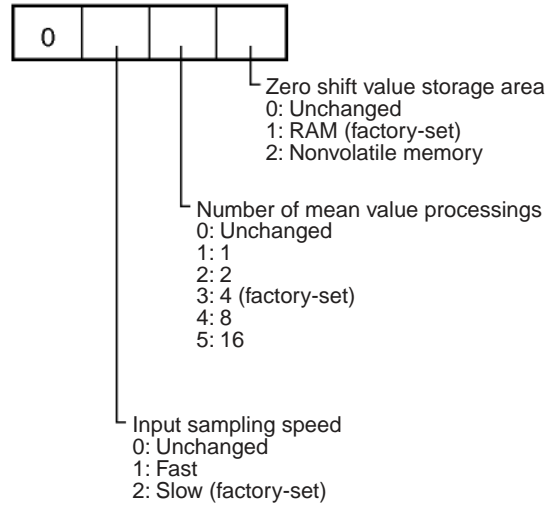 0
Zero shift value storage area
0: Unchanged
1: RAM (factory-set)
2: Nonvolatile memory
Number of mean value processings
0: Unchanged
1: 1
2: 2
3: 4 (factory-set)
4: 8
5: 16
Input sampling speed
0: Unchanged
1: Fast
2: Slow (factory-set)